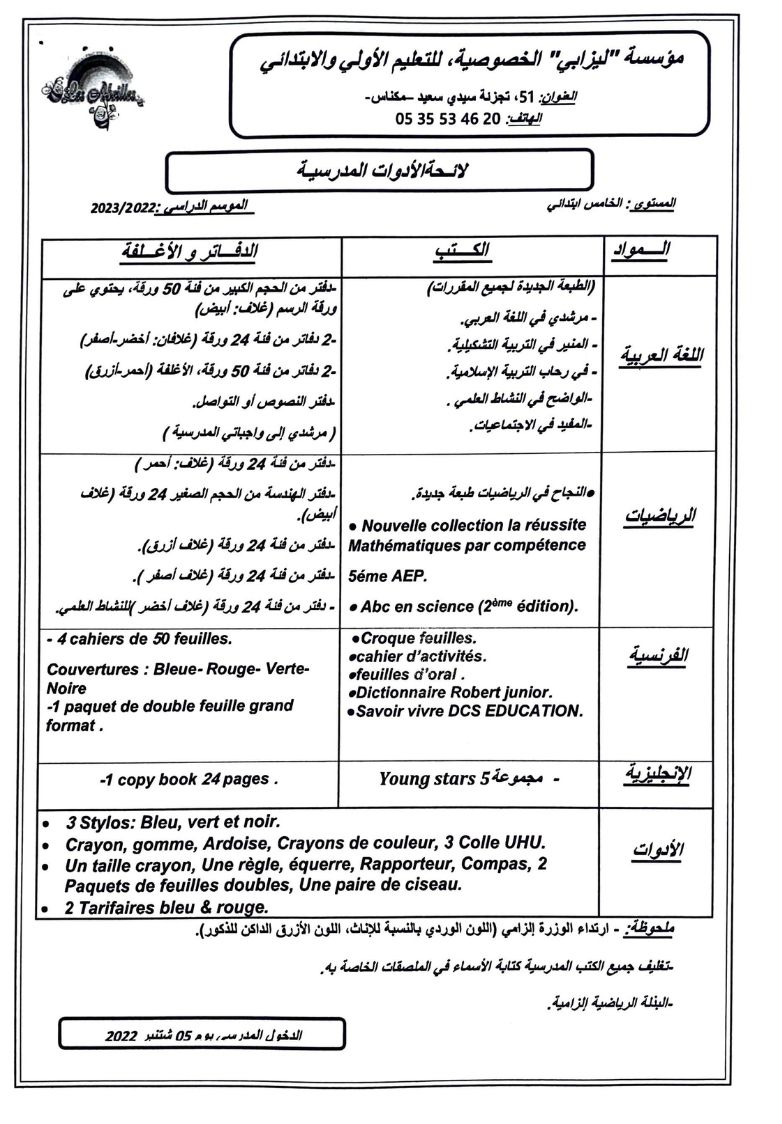 Les Abeilles
مؤسسة "ليزابي" الخصوصية، للتعليم الأولي والابتدائي
العنوان: 51، تجزئة سيدي سعيد –مكناس-
الهاتف: 20 46 53 35 05
لائحة الأدوات المدرسية
المستوى : الخامس ابتدائي
الموسم الدراسي :2023/2022
المواد
الكتب
الدفاتر و الأغلفة
اللغة العربية
(الطبعة الجديدة لجميع المقررات)
- مرشدي في اللغة العربي.
- المنير في التربية التشكيلية.
- في رحاب التربية الإسلامية.
-الواضح في النشاط العلمي .
-المفيد في الاجتماعيات.
-دفتر من الحجم الكبير من فئة 50 ورقة، يحتوي على
ورقة الرسم (غلاف: أبيض)
-2 دفاتر من فئة 24 ورقة (غلافان: أخضر-أصفر)
-2 دفاتر من فئة 50 ورقة، الأغلفة (أحمر-أزرق)
-دفتر النصوص أو التواصل.
( مرشدي إلى واجباتي المدرسية )
الرياضيات
●النجاح في الرياضيات طبعة جديدة.
● Nouvelle collection la réussite
Mathématiques par compétence
5éme AEP.
● Abc en science (2ème édition).
-دفتر من فئة 24 ورقة (غلاف: أحمر )
-دفتر الهندسة من الحجم الصغير 24 ورقة (غلاف
أبيض).
-دفتر من فئة 24 ورقة (غلاف أزرق).
-دفتر من فئة 24 ورقة (غلاف أصفر ).
- دفتر من فئة 24 ورقة (غلاف أخضر )للنشاط العلمي.
الفرنسية
●Croque feuilles.
●cahier d'activités.
●feuilles d'oral .
●Dictionnaire Robert junior.
●Savoir vivre DCS EDUCATION.
- 4 cahiers de 50 feuilles.
Couvertures : Bleue- Rouge- Verte-
Noire
-1 paquet de double feuille grand
format .
الإنجليزية
- مجموعة Young stars 5
-1 copy book 24 pages .
الأدوات
• 3 Stylos: Bleu, vert et noir.
• Crayon, gomme, Ardoise, Crayons de couleur, 3 Colle UHU.
• Un taille crayon, Une règle, équerre, Rapporteur, Compas, 2
Paquets de feuilles doubles, Une paire de ciseau.
• 2 Tarifaires bleu & rouge.
ملحوظة: - ارتداء الوزرة إلزامي (اللون الوردي بالنسبة للإناث، اللون الأزرق الداكن للذكور).
-تغليف جميع الكتب المدرسية كتابة الأسماء في الملصقات الخاصة به.
-البذلة الرياضية إلزامية.
الدخول المدرسي يوم 05 شتنبر 2022